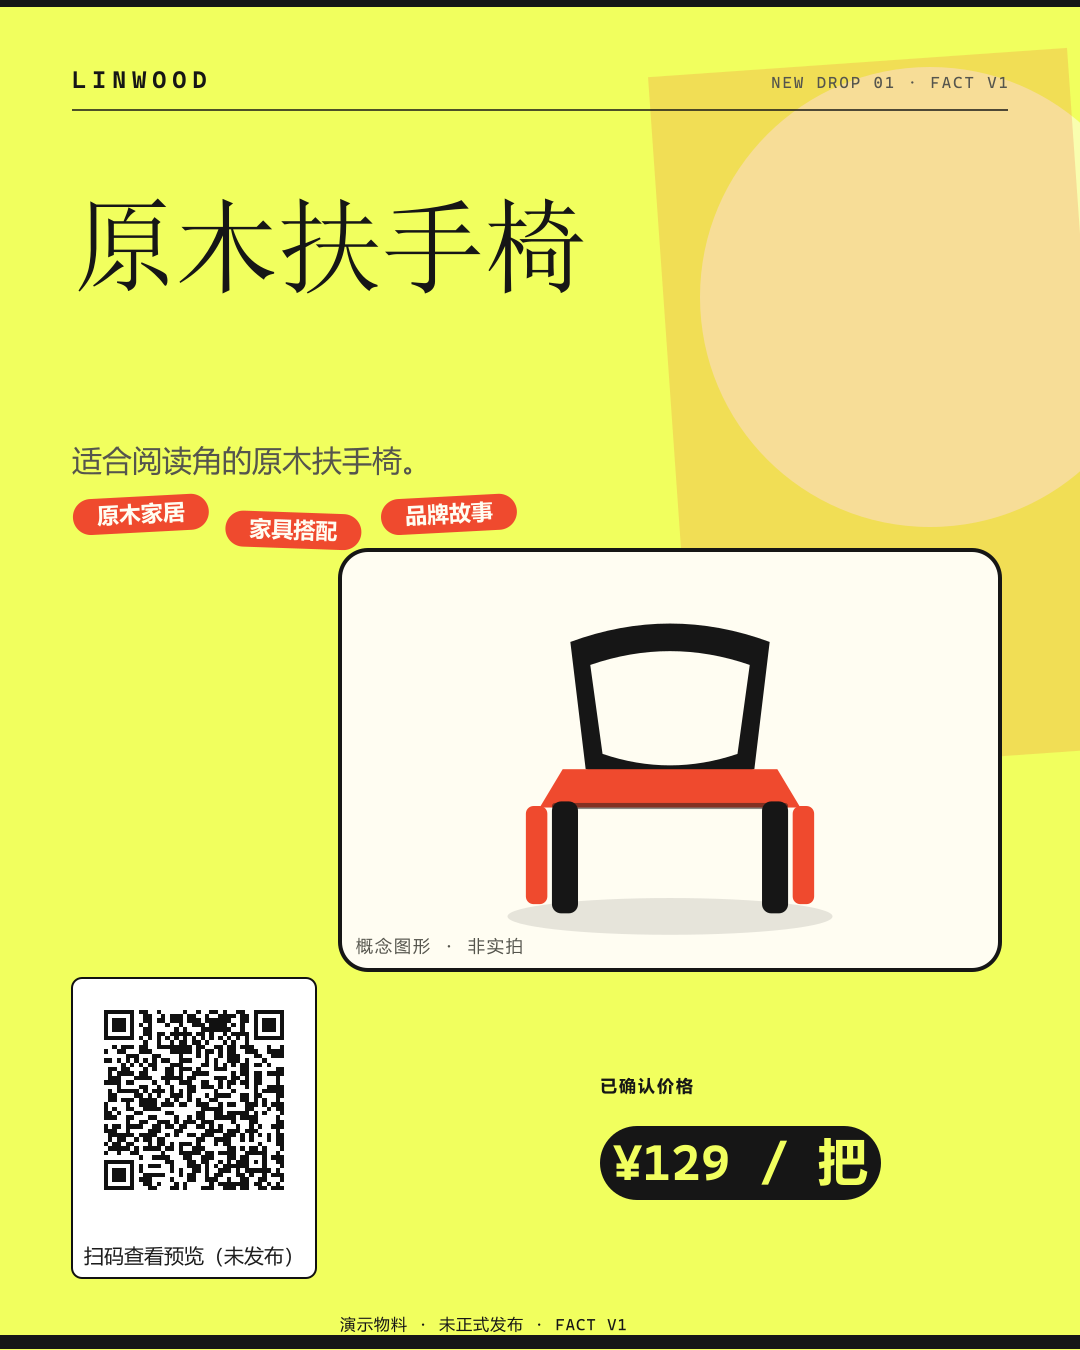 LINWOOD
NEW DROP 01 · FACT V1
原木扶手椅
适合阅读角的原木扶手椅。
原木家居
家具搭配
品牌故事
概念图形 · 非实拍
已确认价格
¥129 / 把
扫码查看预览（未发布）
演示物料 · 未正式发布 · FACT V1